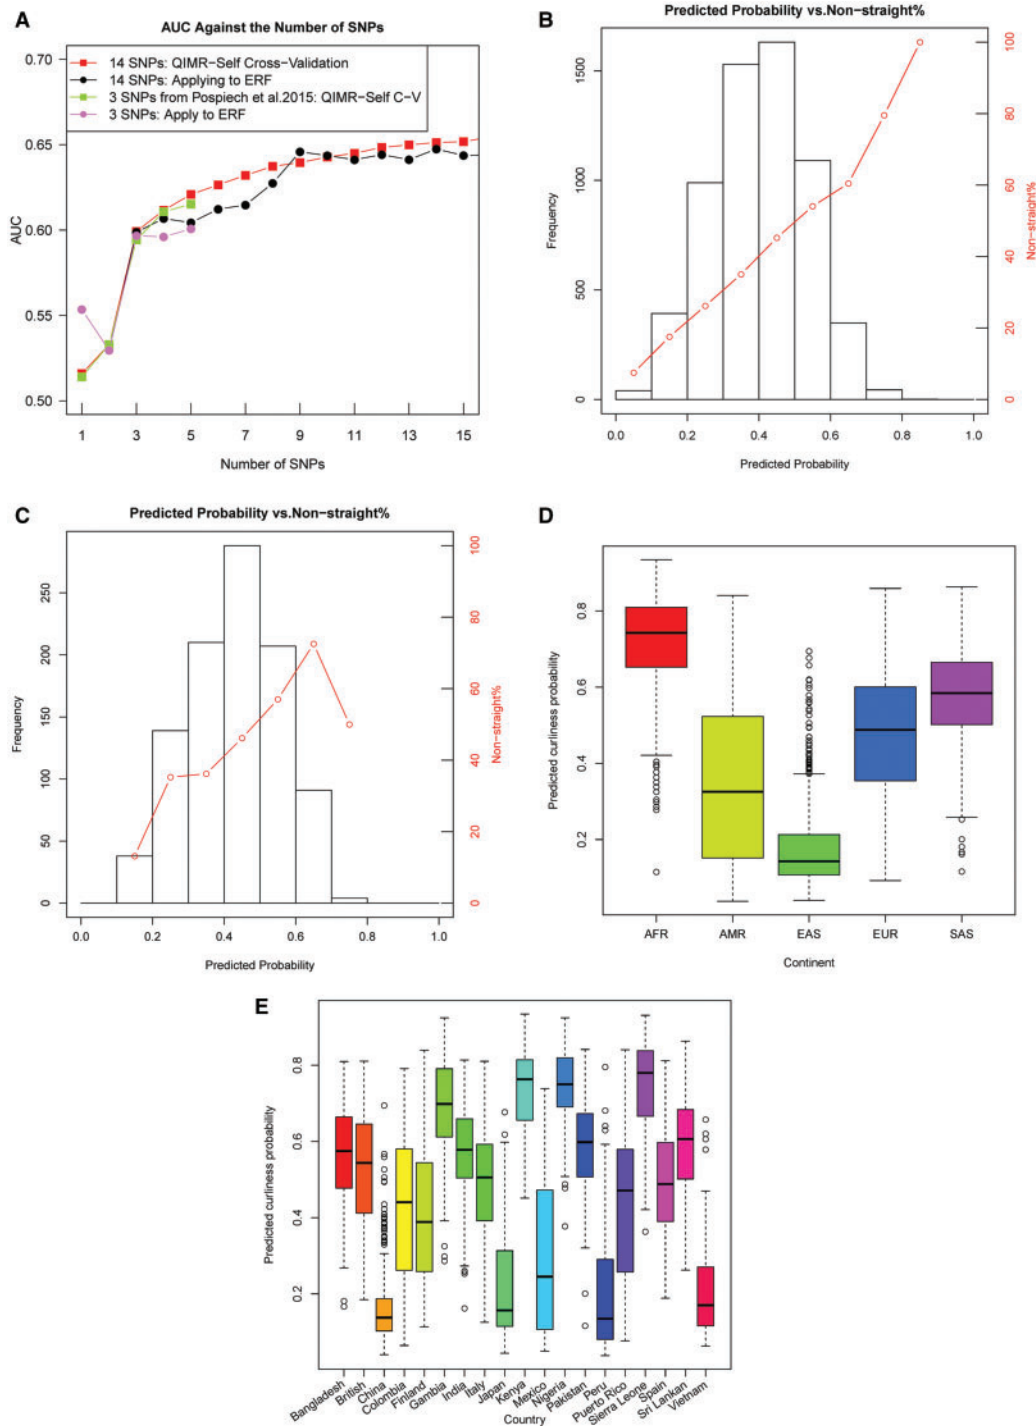 A
AUC Against the Number of SNPs
14 SNPs: QIMR-Self Cross-Validation
14 SNPs: Applying to ERF
3 SNPs from Pospiech et al.2015: QIMR-Self C-V
3 SNPs: Apply to ERF
0.70
0.65
0.60
0.55
0.50
AUC
1 3 5 7 9 11 13 15
Number of SNPs
B
Predicted Probability vs.Non-straight%
1500
1000
500
0
Frequency
100
80
60
40
20
0
Non-straight%
0.0 0.2 0.4 0.6 0.8 1.0
Predicted Probability
C
Predicted Probability vs.Non-straight%
250
200
150
100
50
0
Frequency
100
80
60
40
20
0
Non-straight%
0.0 0.2 0.4 0.6 0.8 1.0
Predicted Probability
D
0.8
0.6
0.4
0.2
Predicted curliness probability
AFR AMR EAS EUR SAS
Continent
E
0.8
0.6
0.4
0.2
Predicted curliness probability
Bangladesh
British
China
Colombia
Finland
Gambia
India
Italy
Japan
Kenya
Mexico
Nigeria
Pakistan
Peru
Puerto Rico
Sierra Leone
Spain
Sri Lankan
Vietnam
Country